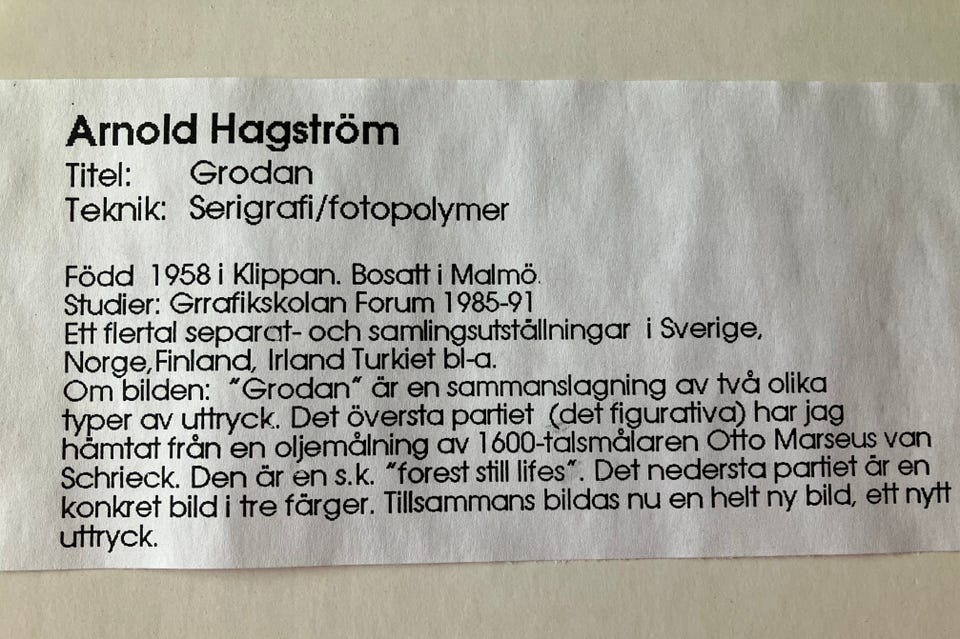 Arnold Hagström
Titel: Grodan
Teknik: Serigrafi/fotopolymer
Född 1958 i Klippan. Bosatt i Malmö.
Studier: Grrafikskolan Forum 1985-91
Ett flertal separat- och samlingsutställningar i Sverige,
Norge,Finland, Irland Turkiet bl-a.
Om bilden: "Grodan" är en sammanslagning av två olika
typer av uttryck. Det översta partiet (det figurativa) har jag
hämtat från en oljemålning av 1600-talsmålaren Otto Marseus van
Schrieck. Den är en s.k. "forest still lifes". Det nedersta partiet är en
konkret bild i tre färger. Tillsammans bildas nu en helt ny bild, ett nytt
uttryck.